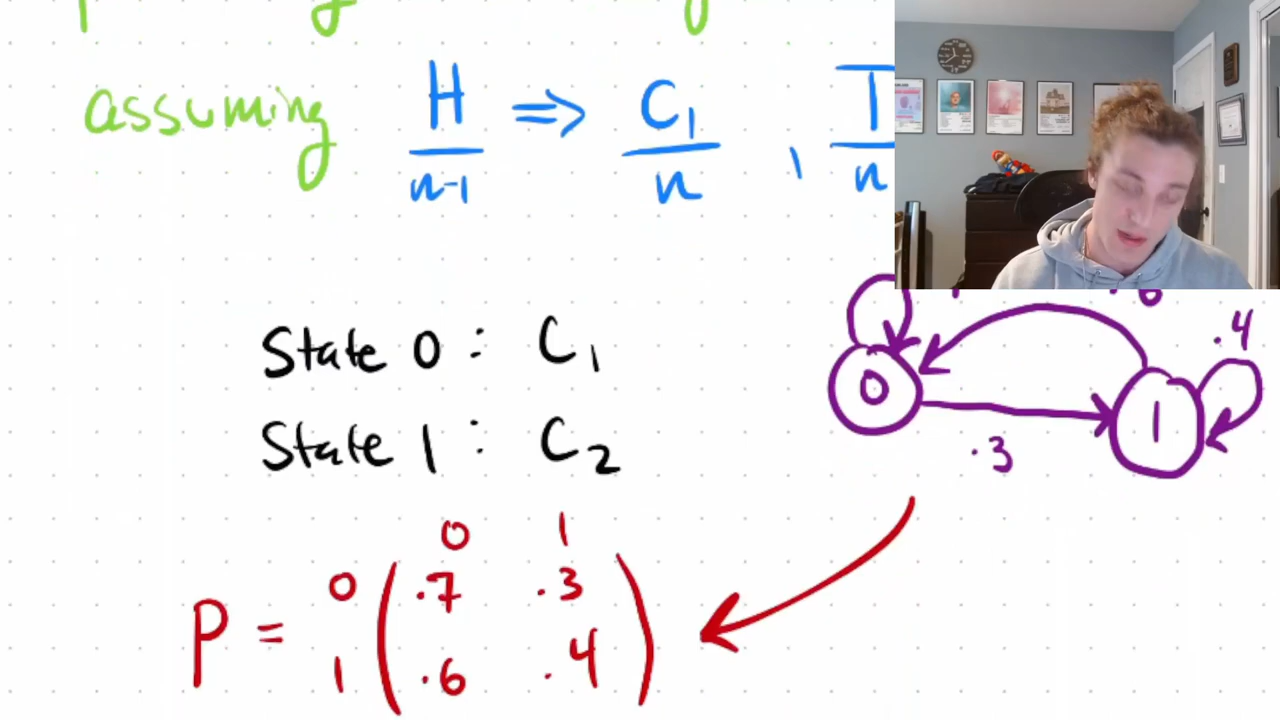 assuming H/n-1 ⇒ C1/n , T/n
State 0 : C1
.4
0
State 1 : C2
1
.3
0 1
P = 0 ( .7 .3
1 .6 .4 )